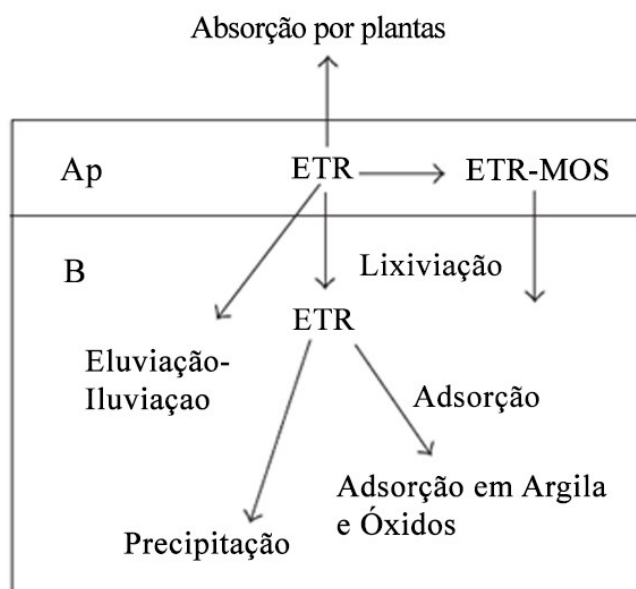 Absorção por plantas
Ap
ETR
ETR-MOS
Lixiviação
B
ETR
Eluviação-
Iluviaçao
Adsorção
Adsorção em Argila
e Óxidos
Precipitação